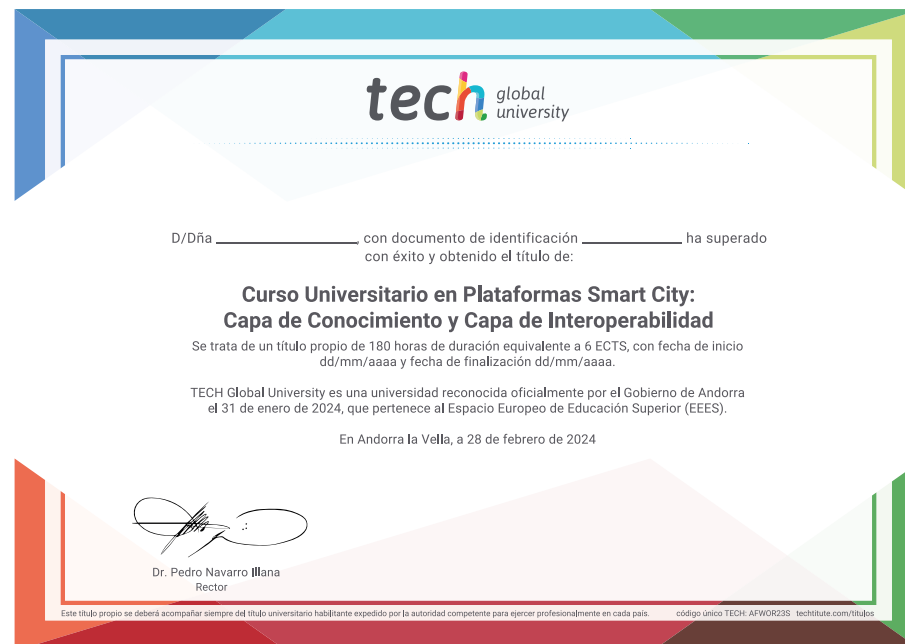 tech global
university
D/Dña ____________________, con documento de identificación ______________ ha superado
con éxito y obtenido el título de:
Curso Universitario en Plataformas Smart City:
Capa de Conocimiento y Capa de Interoperabilidad
Se trata de un título propio de 180 horas de duración equivalente a 6 ECTS, con fecha de inicio
dd/mm/aaaa y fecha de finalización dd/mm/aaaa.
TECH Global University es una universidad reconocida oficialmente por el Gobierno de Andorra
el 31 de enero de 2024, que pertenece al Espacio Europeo de Educación Superior (EEES).
En Andorra la Vella, a 28 de febrero de 2024
Dr. Pedro Navarro Illana
Rector
Este título propio se deberá acompañar siempre del título universitario habilitante expedido por la autoridad competente para ejercer profesionalmente en cada país. código único TECH: AFWOR23S techtitute.com/titulos